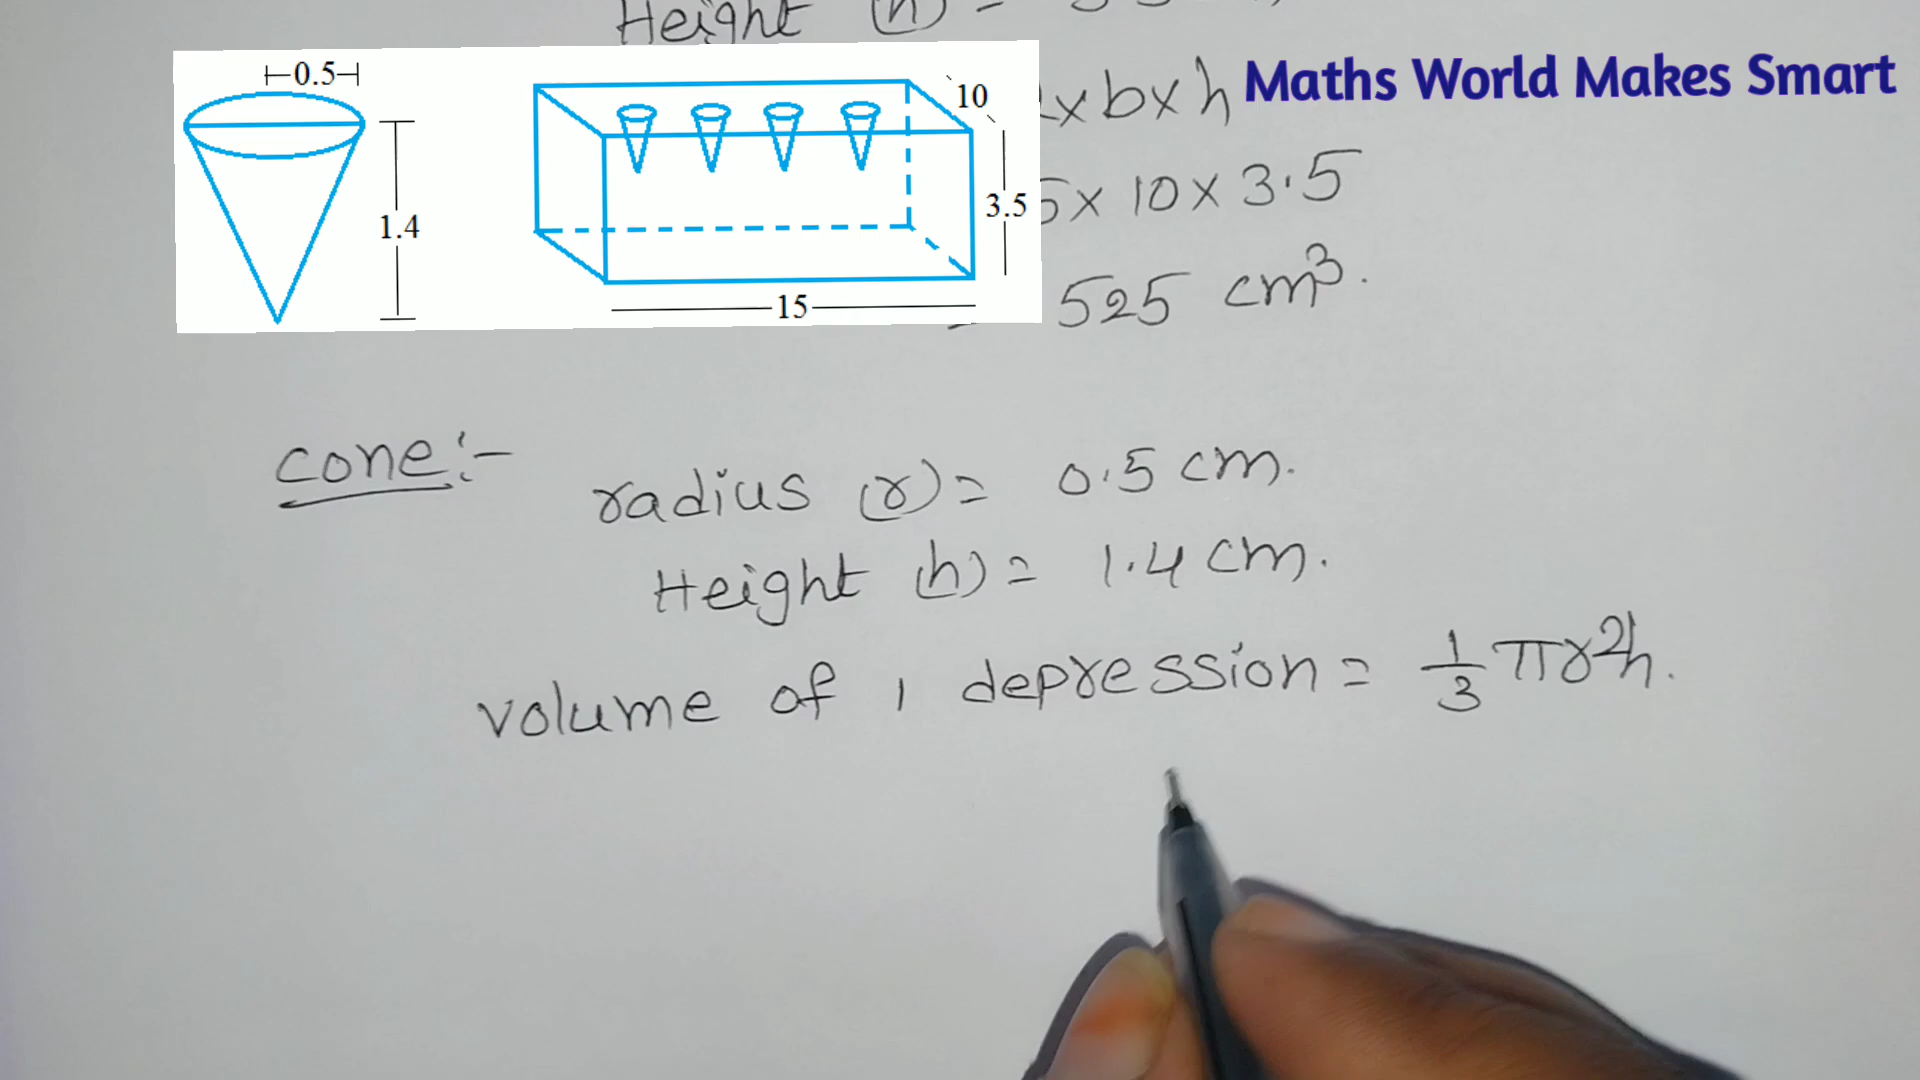 Height (h) =
0.5
10
1.4
3.5
15
x b x h
Maths World Makes Smart
5 x 10 x 3.5
= 525 cm³.
cone :-
radius (r) = 0.5 cm.
Height (h) = 1.4 cm.
volume of 1 depression = 1/3 πr²h.